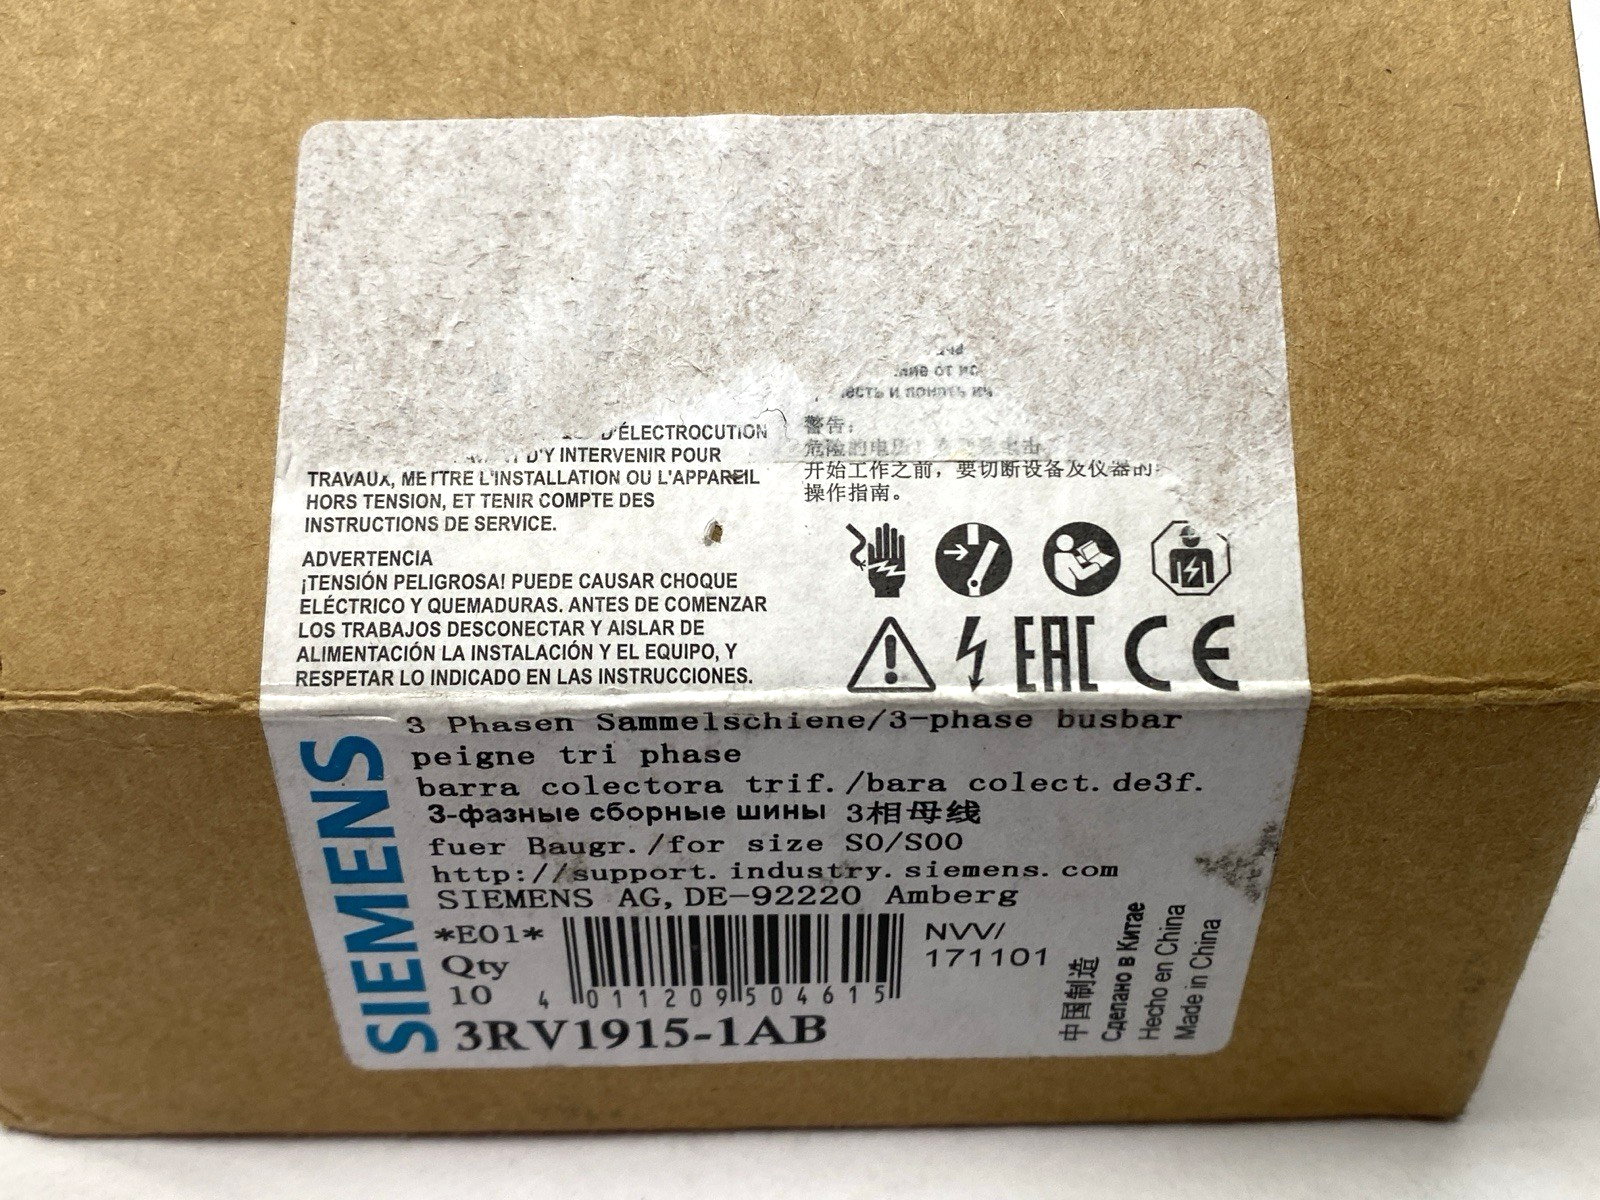 D'ÉLECTROCUTION
D'Y INTERVENIR POUR
TRAVAUX, METTRE L'INSTALLATION OU L'APPAREIL
HORS TENSION, ET TENIR COMPTE DES
INSTRUCTIONS DE SERVICE.
ADVERTENCIA
¡TENSIÓN PELIGROSA! PUEDE CAUSAR CHOQUE
ELÉCTRICO Y QUEMADURAS. ANTES DE COMENZAR
LOS TRABAJOS DESCONECTAR Y AISLAR DE
ALIMENTACIÓN LA INSTALACIÓN Y EL EQUIPO, Y
RESPETAR LO INDICADO EN LAS INSTRUCCIONES.
警告:
危险的电压!
开始工作之前,要切断设备及仪器的
操作指南。
EAC CE
SIEMENS
3 Phasen Sammelschiene/3-phase busbar
peigne tri phase
barra colectora trif./bara colect.de3f.
3-фазные сборные шины 3相母线
fuer Baugr./for size S0/S00
http://support.industry.siemens.com
SIEMENS AG,DE-92220 Amberg
*E01*
Qty
10
4 011209 504615
NVV/
171101
3RV1915-1AB
中国制造
Сделано в Китае
Hecho en China
Made in China